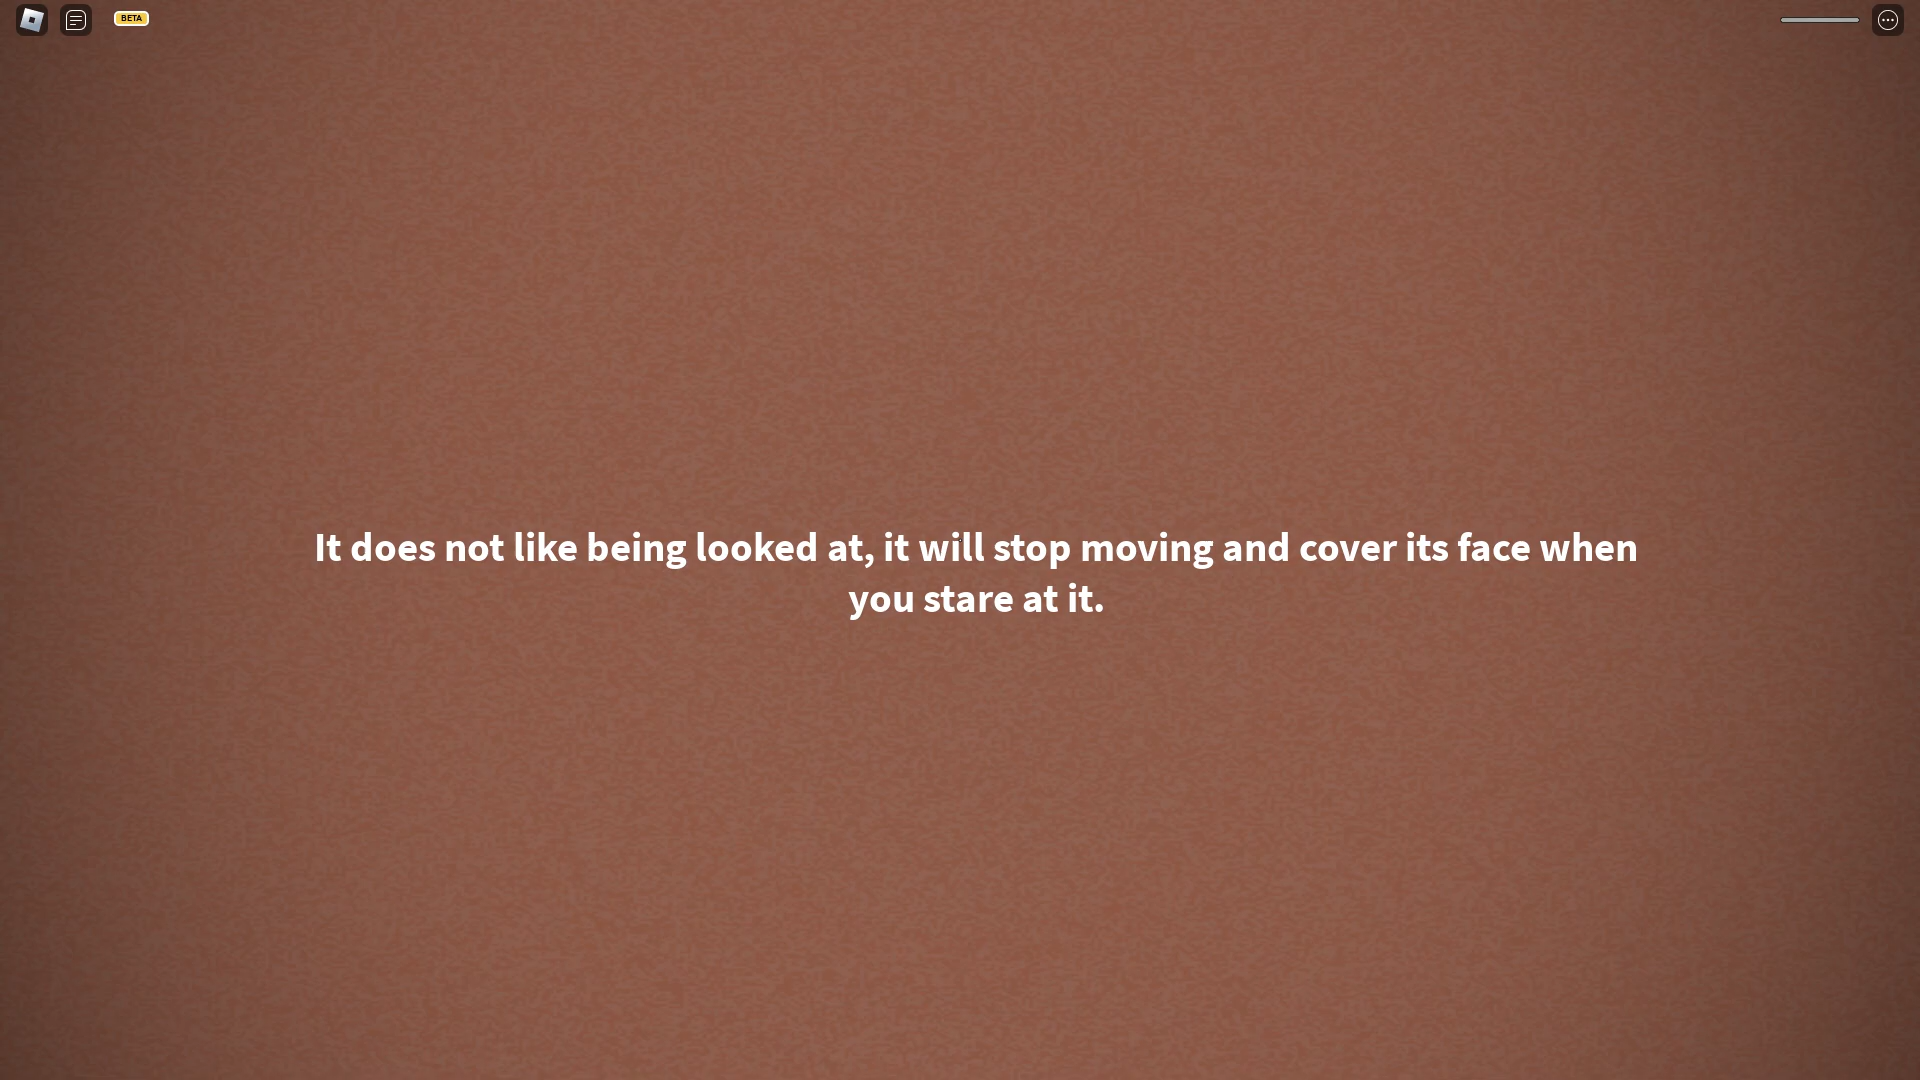 BETA
It does not like being looked at, it will stop moving and cover its face when
you stare at it.